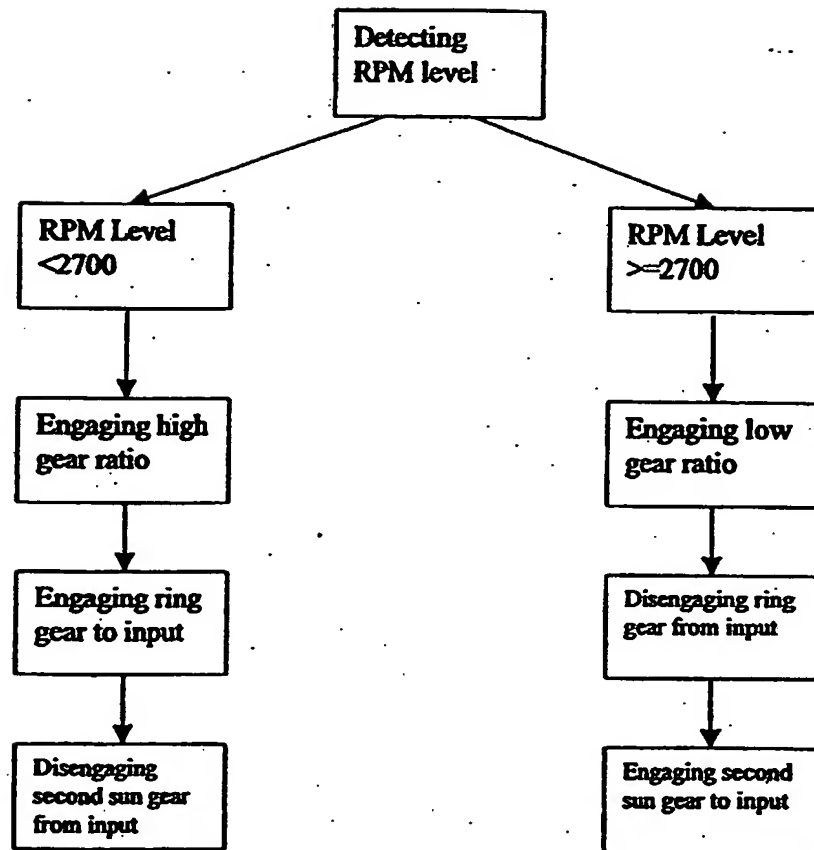 Detecting
RPM level
RPM Level
<2700
RPM Level
>=2700
Engaging high
gear ratio
Engaging low
gear ratio
Engaging ring
gear to input
Disengaging ring
gear from input
Disengaging
second sun gear
from input
Engaging second
sun gear to input